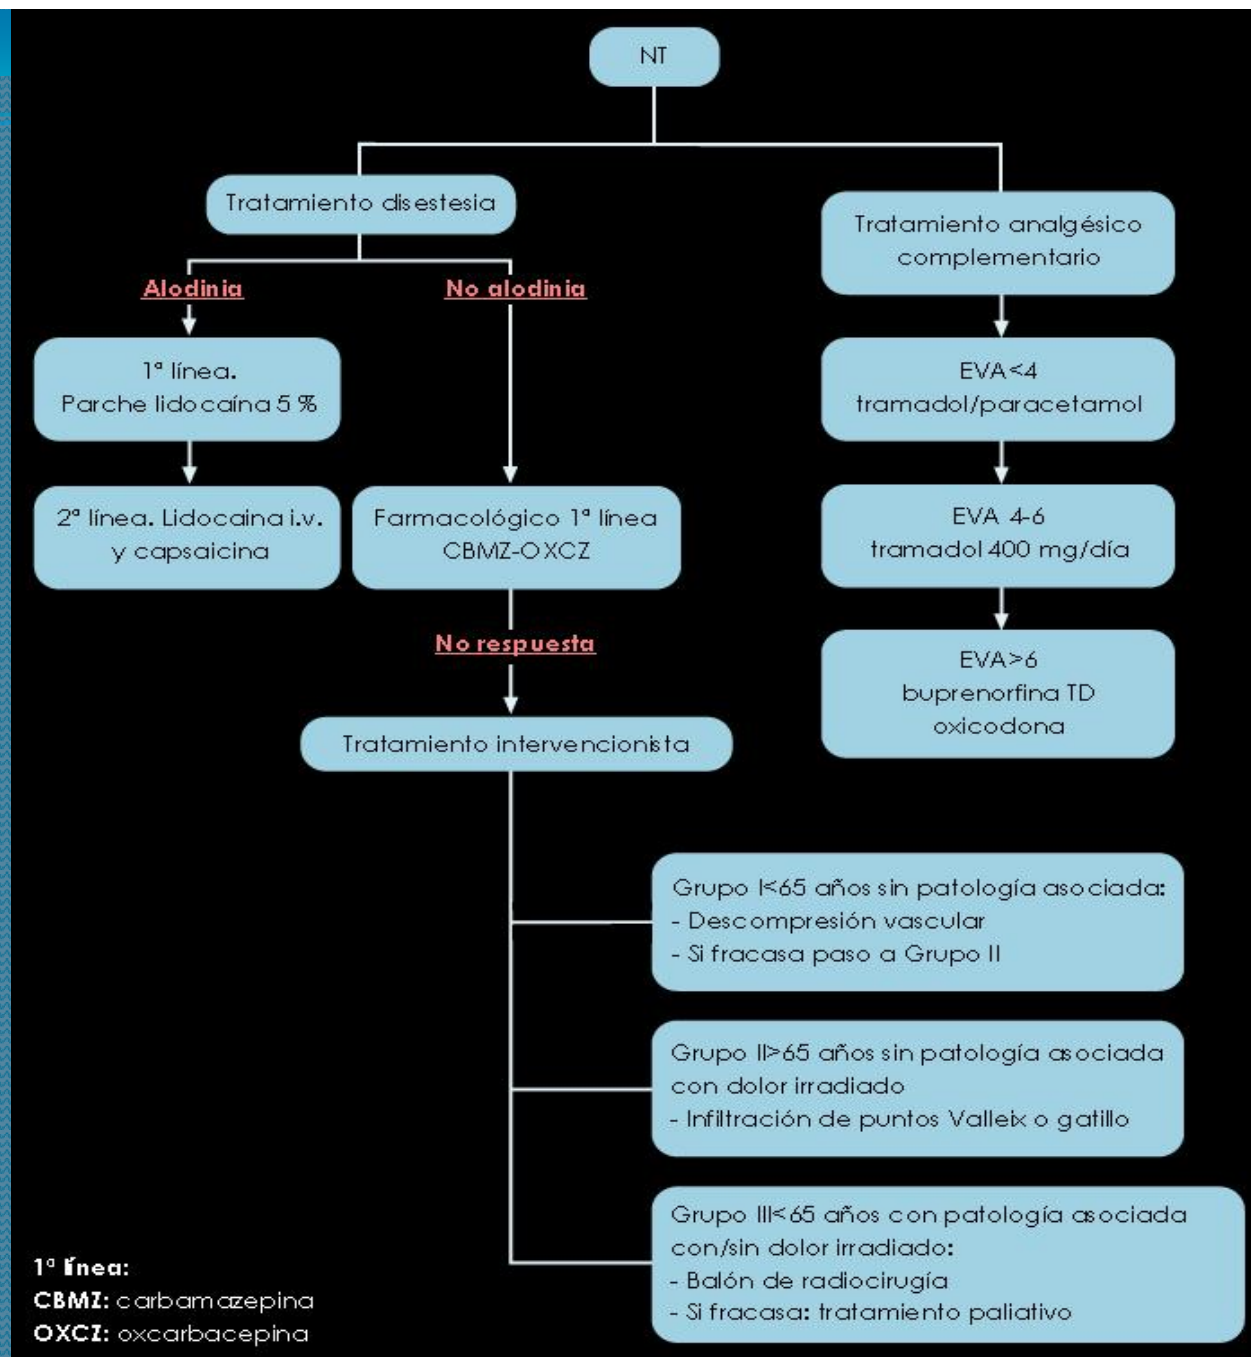 NT
Tratamiento disestesia
Alodinia
No alodinia
1ª línea.
Parche lidocaína 5 %
2ª línea. Lidocaina i.v.
y capsaicina
Farmacológico 1ª línea
CBMZ-OXCZ
No respuesta
Tratamiento intervencionista
Tratamiento analgésico
complementario
EVA<4
tramadol/paracetamol
EVA 4-6
tramadol 400 mg/día
EVA>6
buprenorfina TD
oxicodona
Grupo I<65 años sin patología asociada:
- Descompresión vascular
- Si fracasa paso a Grupo II
Grupo II>65 años sin patología asociada
con dolor irradiado
- Infiltración de puntos Valleix o gatillo
Grupo III<65 años con patología asociada
con/sin dolor irradiado:
- Balón de radiocirugía
- Si fracasa: tratamiento paliativo
1ª línea:
CBMZ: carbamazepina
OXCZ: oxcarbacepina